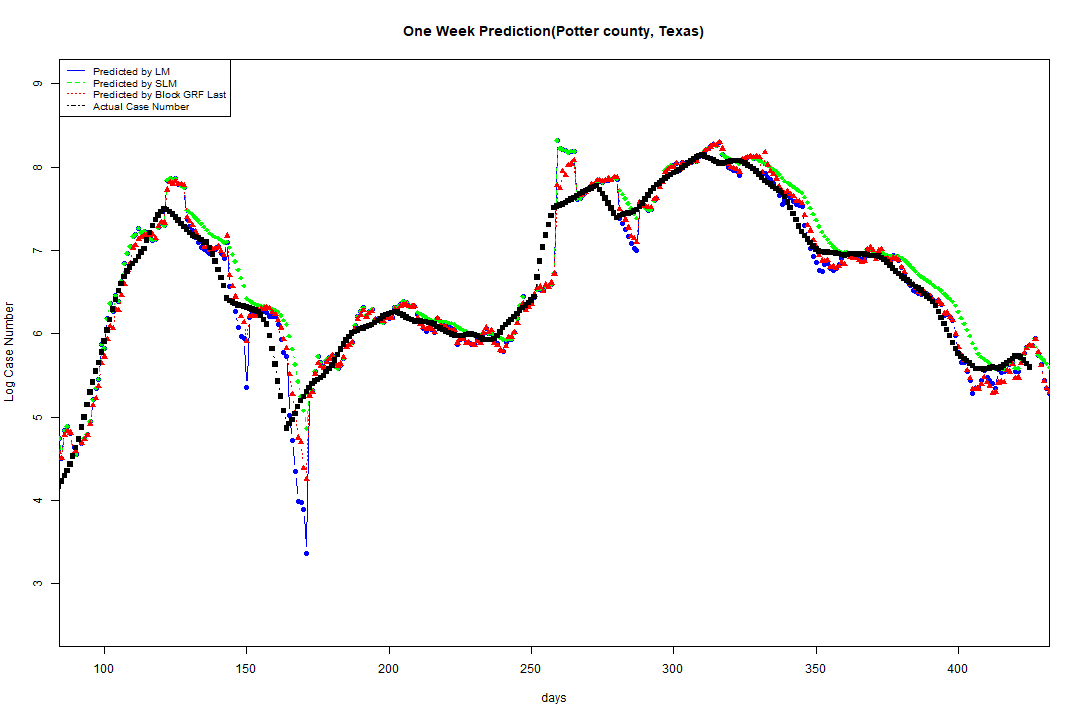 One Week Prediction(Potter county, Texas)
Predicted by LM
Predicted by SLM
Predicted by Block GRF Last
Actual Case Number
Log Case Number
9
8
7
6
5
4
3
100 150 200 250 300 350 400
days